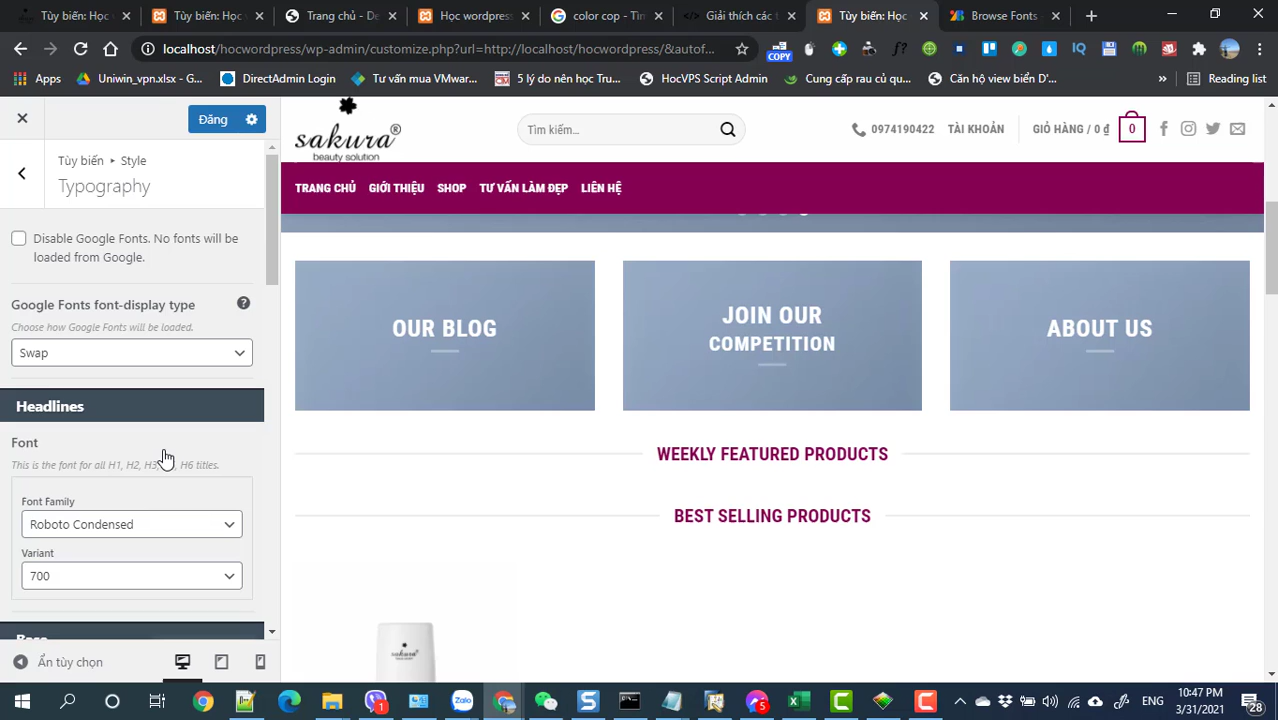 Tùy biến: Học
Tùy biến: Học
Trang chủ - De
Học wordpress
color cop - Tìm
Giải thích các t
Tùy biến: Học
Browse Fonts -
localhost/hocwordpress/wp-admin/customize.php?url=http://localhost/hocwordpress/&autof...
COPY
f?
IQ
Apps
Uniwin_vpn.xlsx - G...
DirectAdmin Login
Tư vấn mua VMwar...
5 lý do nên học Tru...
HocVPS Script Admin
Cung cấp rau củ qu...
Căn hộ view biển D'...
»
Reading list
Đăng
Tùy biến ▸ Style
Typography
Disable Google Fonts. No fonts will be
loaded from Google.
Google Fonts font-display type
Choose how Google Fonts will be loaded.
Swap
Headlines
Font
This is the font for all H1, H2, H3, H6 titles.
Font Family
Roboto Condensed
Variant
700
Base
Ẩn tùy chọn
sakura®
beauty solution
Tìm kiếm...
0974190422
TÀI KHOẢN
GIỎ HÀNG / 0 ₫
0
TRANG CHỦ
GIỚI THIỆU
SHOP
TƯ VẤN LÀM ĐẸP
LIÊN HỆ
OUR BLOG
JOIN OUR
COMPETITION
ABOUT US
WEEKLY FEATURED PRODUCTS
BEST SELLING PRODUCTS
sakura
1
Zalo
5
ENG
10:47 PM
3/31/2021
28